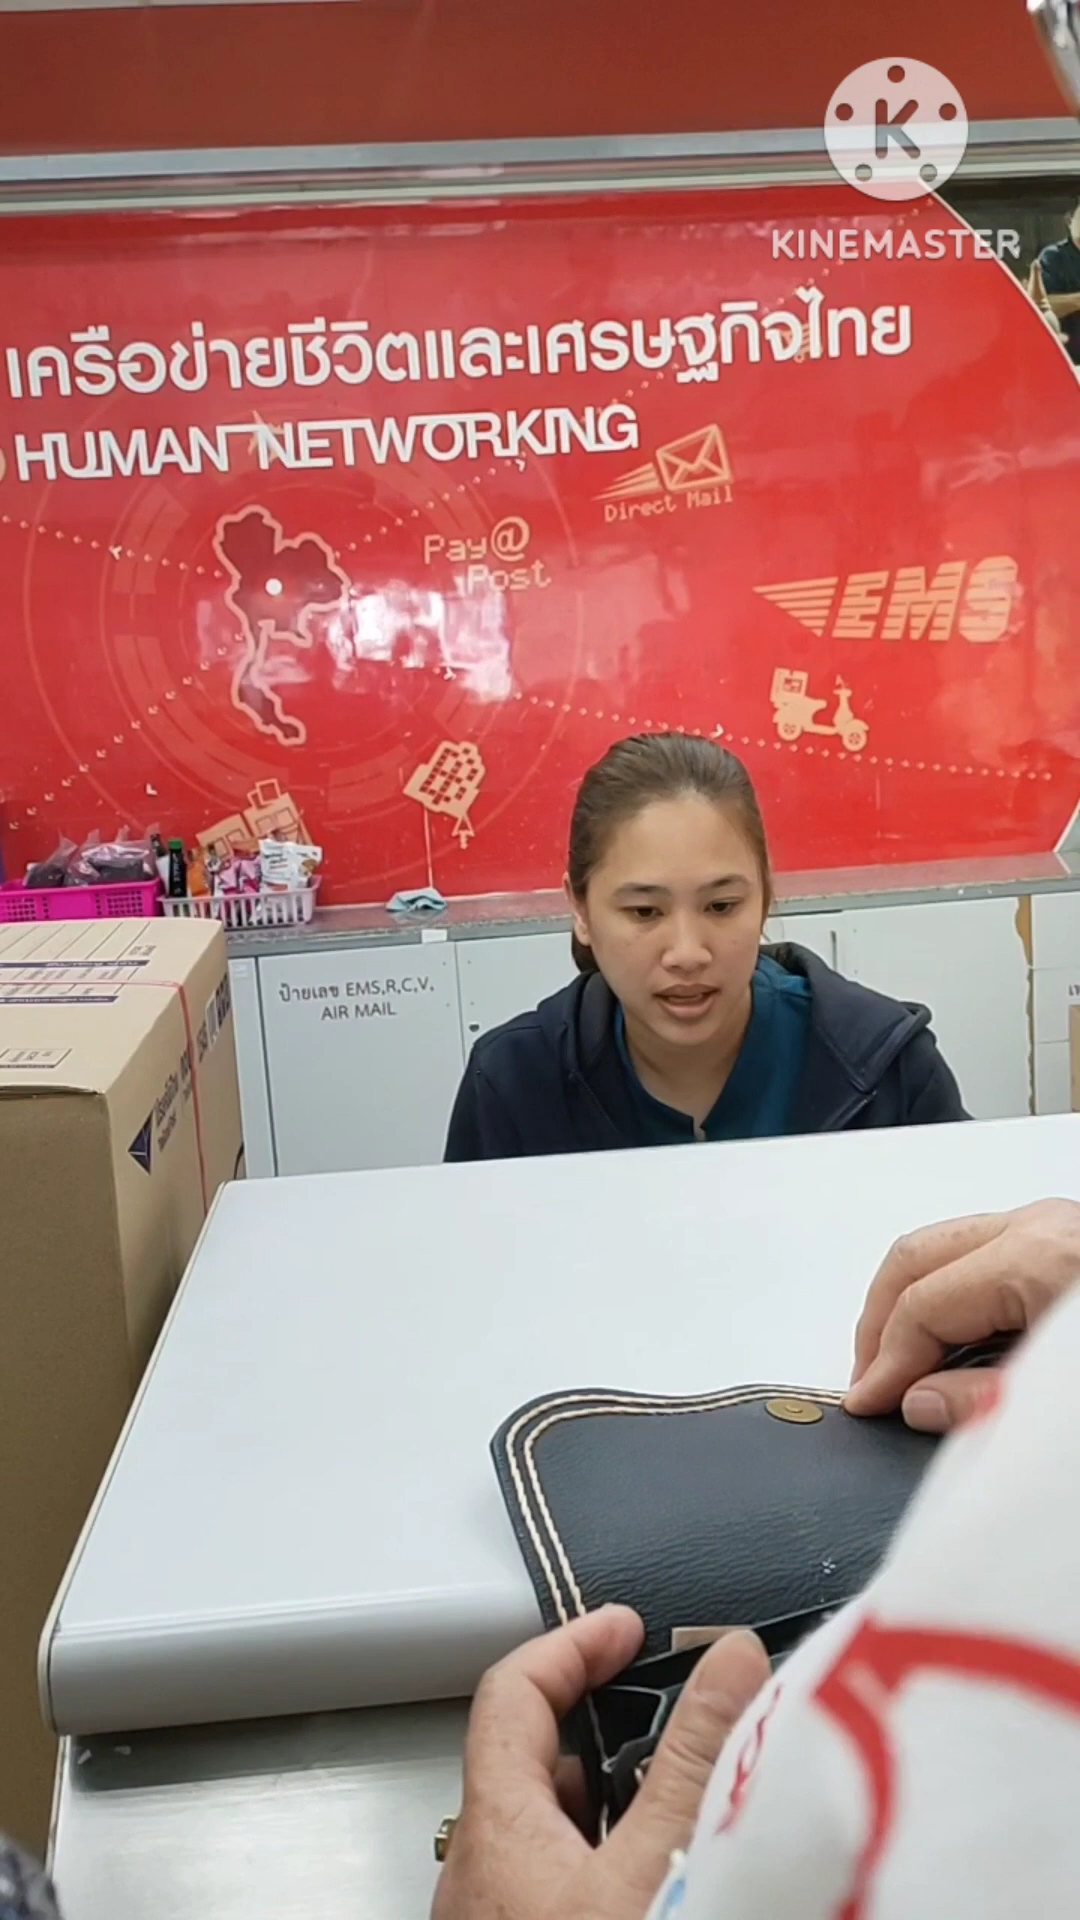 KINEMASTER
เครือข่ายชีวิตและเศรษฐกิจไทย
HUMAN NETWORKING
Direct Mail
Pay@
Post
EMS
ป้ายเลข EMS,R,C,V,
AIR MAIL